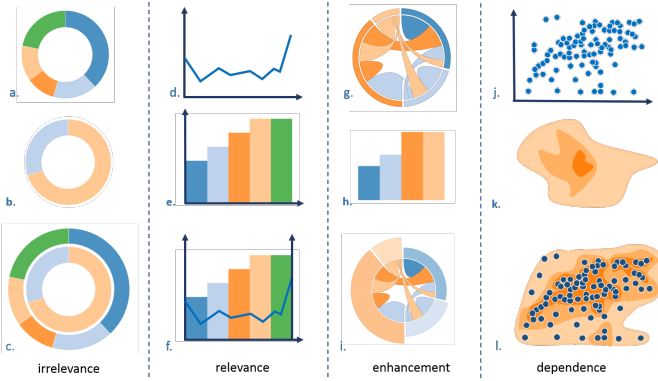 a.
b.
c.
irrelevance
d.
e.
f.
relevance
g.
h.
i.
enhancement
j.
k.
l.
dependence